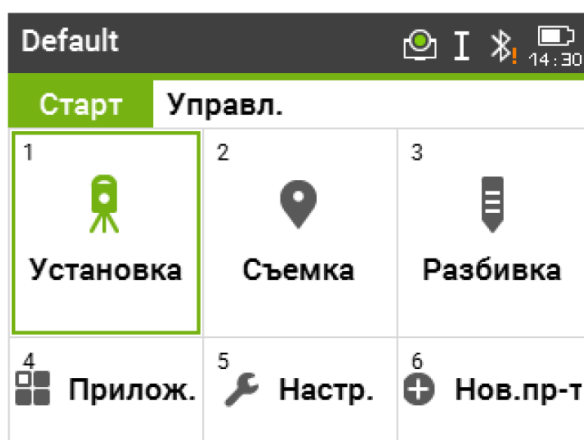 Default
14:30
Старт Управл.
1 2 3
Установка Съемка Разбивка
4 5 6
Прилож. Настр. Нов.пр-т